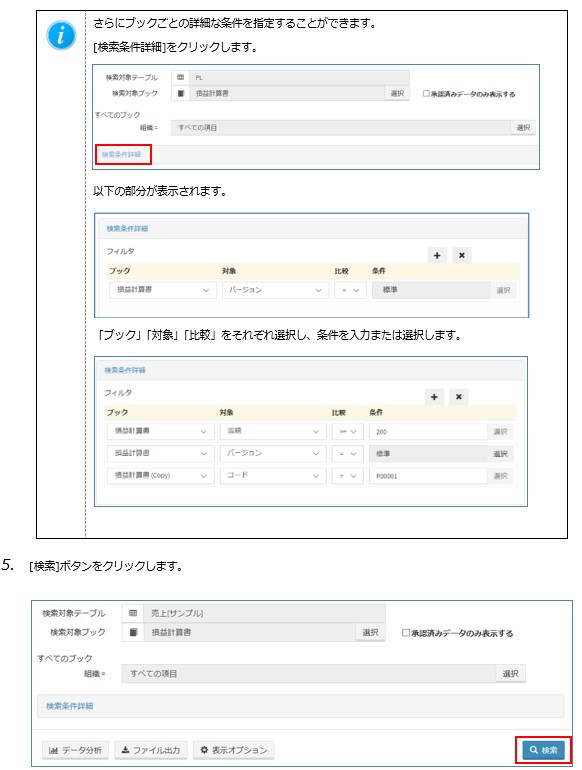 さらにブックごとの詳細な条件を指定することができます。
[検索条件詳細]をクリックします。
検索対象テーブル PL
検索対象ブック 損益計算書 選択 承認済みデータのみ表示する
すべてのブック
組織 = すべての項目 選択
検索条件詳細
以下の部分が表示されます。
検索条件詳細
フィルタ
ブック 対象 比較 条件
損益計算書 バージョン = 標準 選択
「ブック」「対象」「比較」をそれぞれ選択し、条件を入力または選択します。
検索条件詳細
フィルタ
ブック 対象 比較 条件
損益計算書 200 選択
損益計算書 バージョン = 標準 選択
損益計算書 (Copy) コード P00001 選択
5. [検索]ボタンをクリックします。
検索対象テーブル 売上[サンプル]
検索対象ブック 損益計算書 選択 承認済みデータのみ表示する
すべてのブック
組織 = すべての項目 選択
検索条件詳細
データ分析 ファイル出力 表示オプション 検索